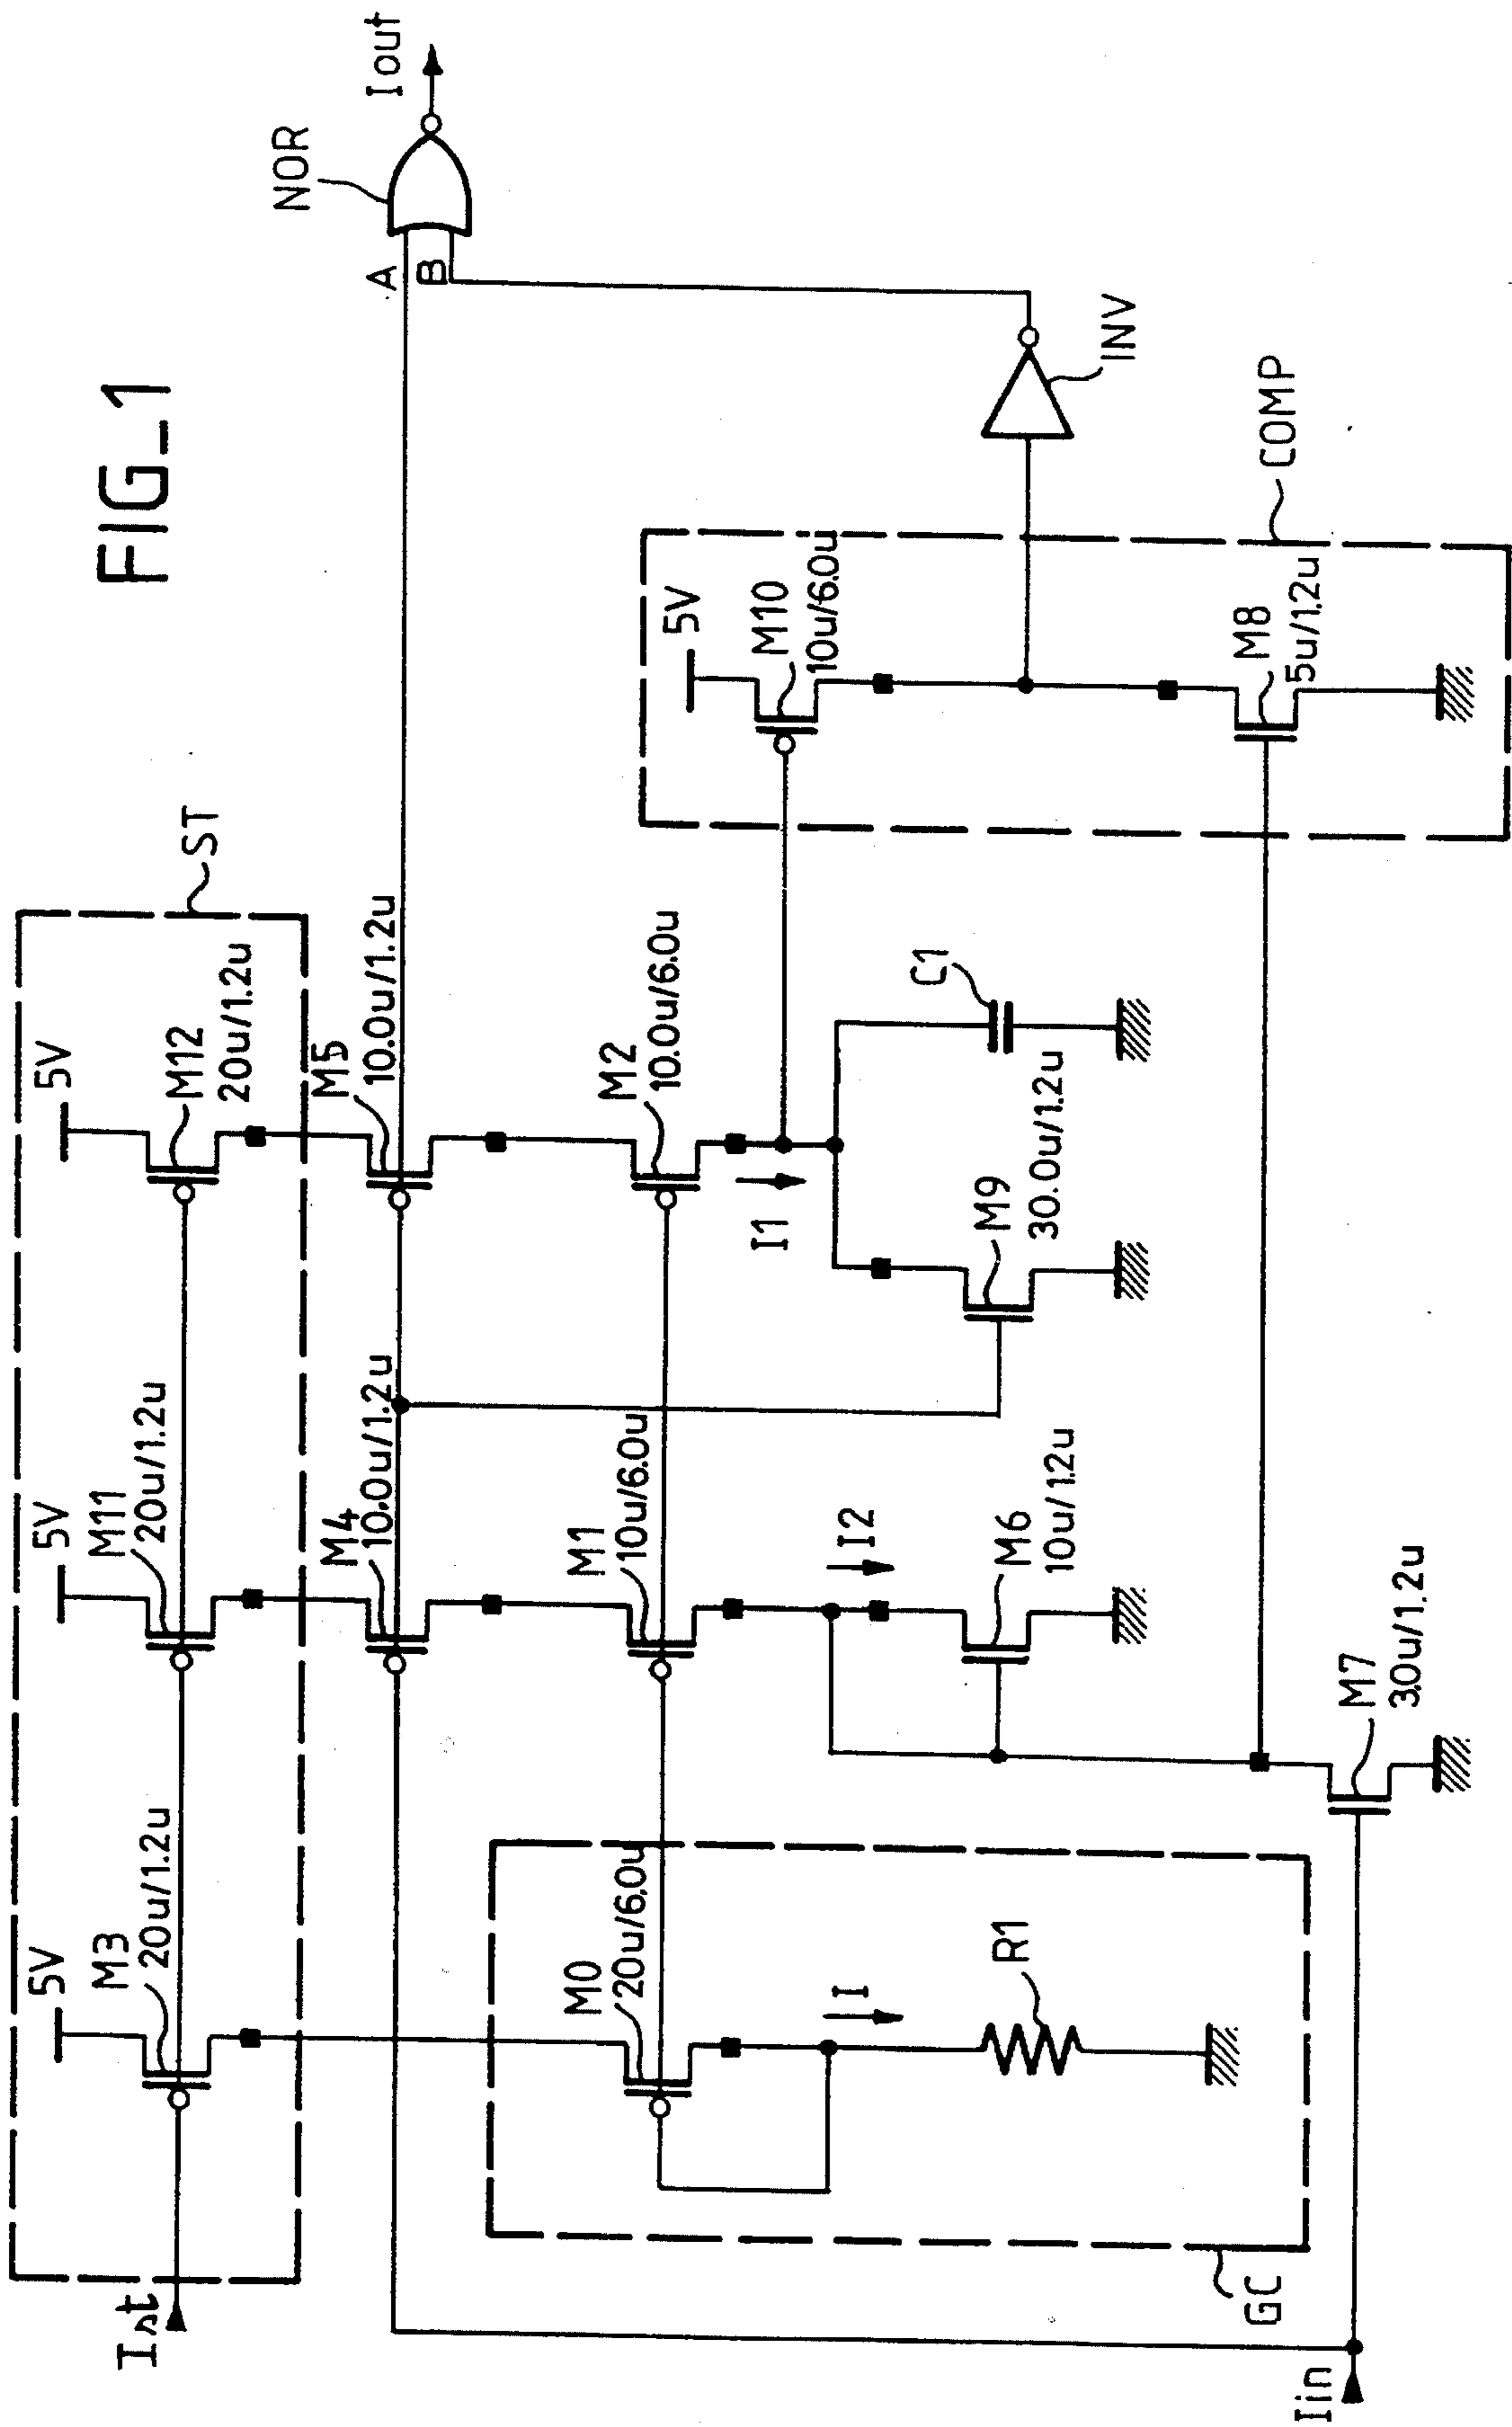 FIG_1
5V
5V
5V
ST
Ist
M3
20u/1.2u
M11
20u/1.2u
M12
20u/1.2u
M4
10.0u/1.2u
M5
10.0u/1.2u
A
B
NOR
Iout
M0
20u/6.0u
M1
10u/6.0u
M2
10.0u/6.0u
5V
M10
10u/6.0u
I
I2
I1
R1
M6
10u/1.2u
M9
30.0u/1.2u
C1
INV
GC
M8
5u/1.2u
COMP
Iin
M7
3.0u/1.2u